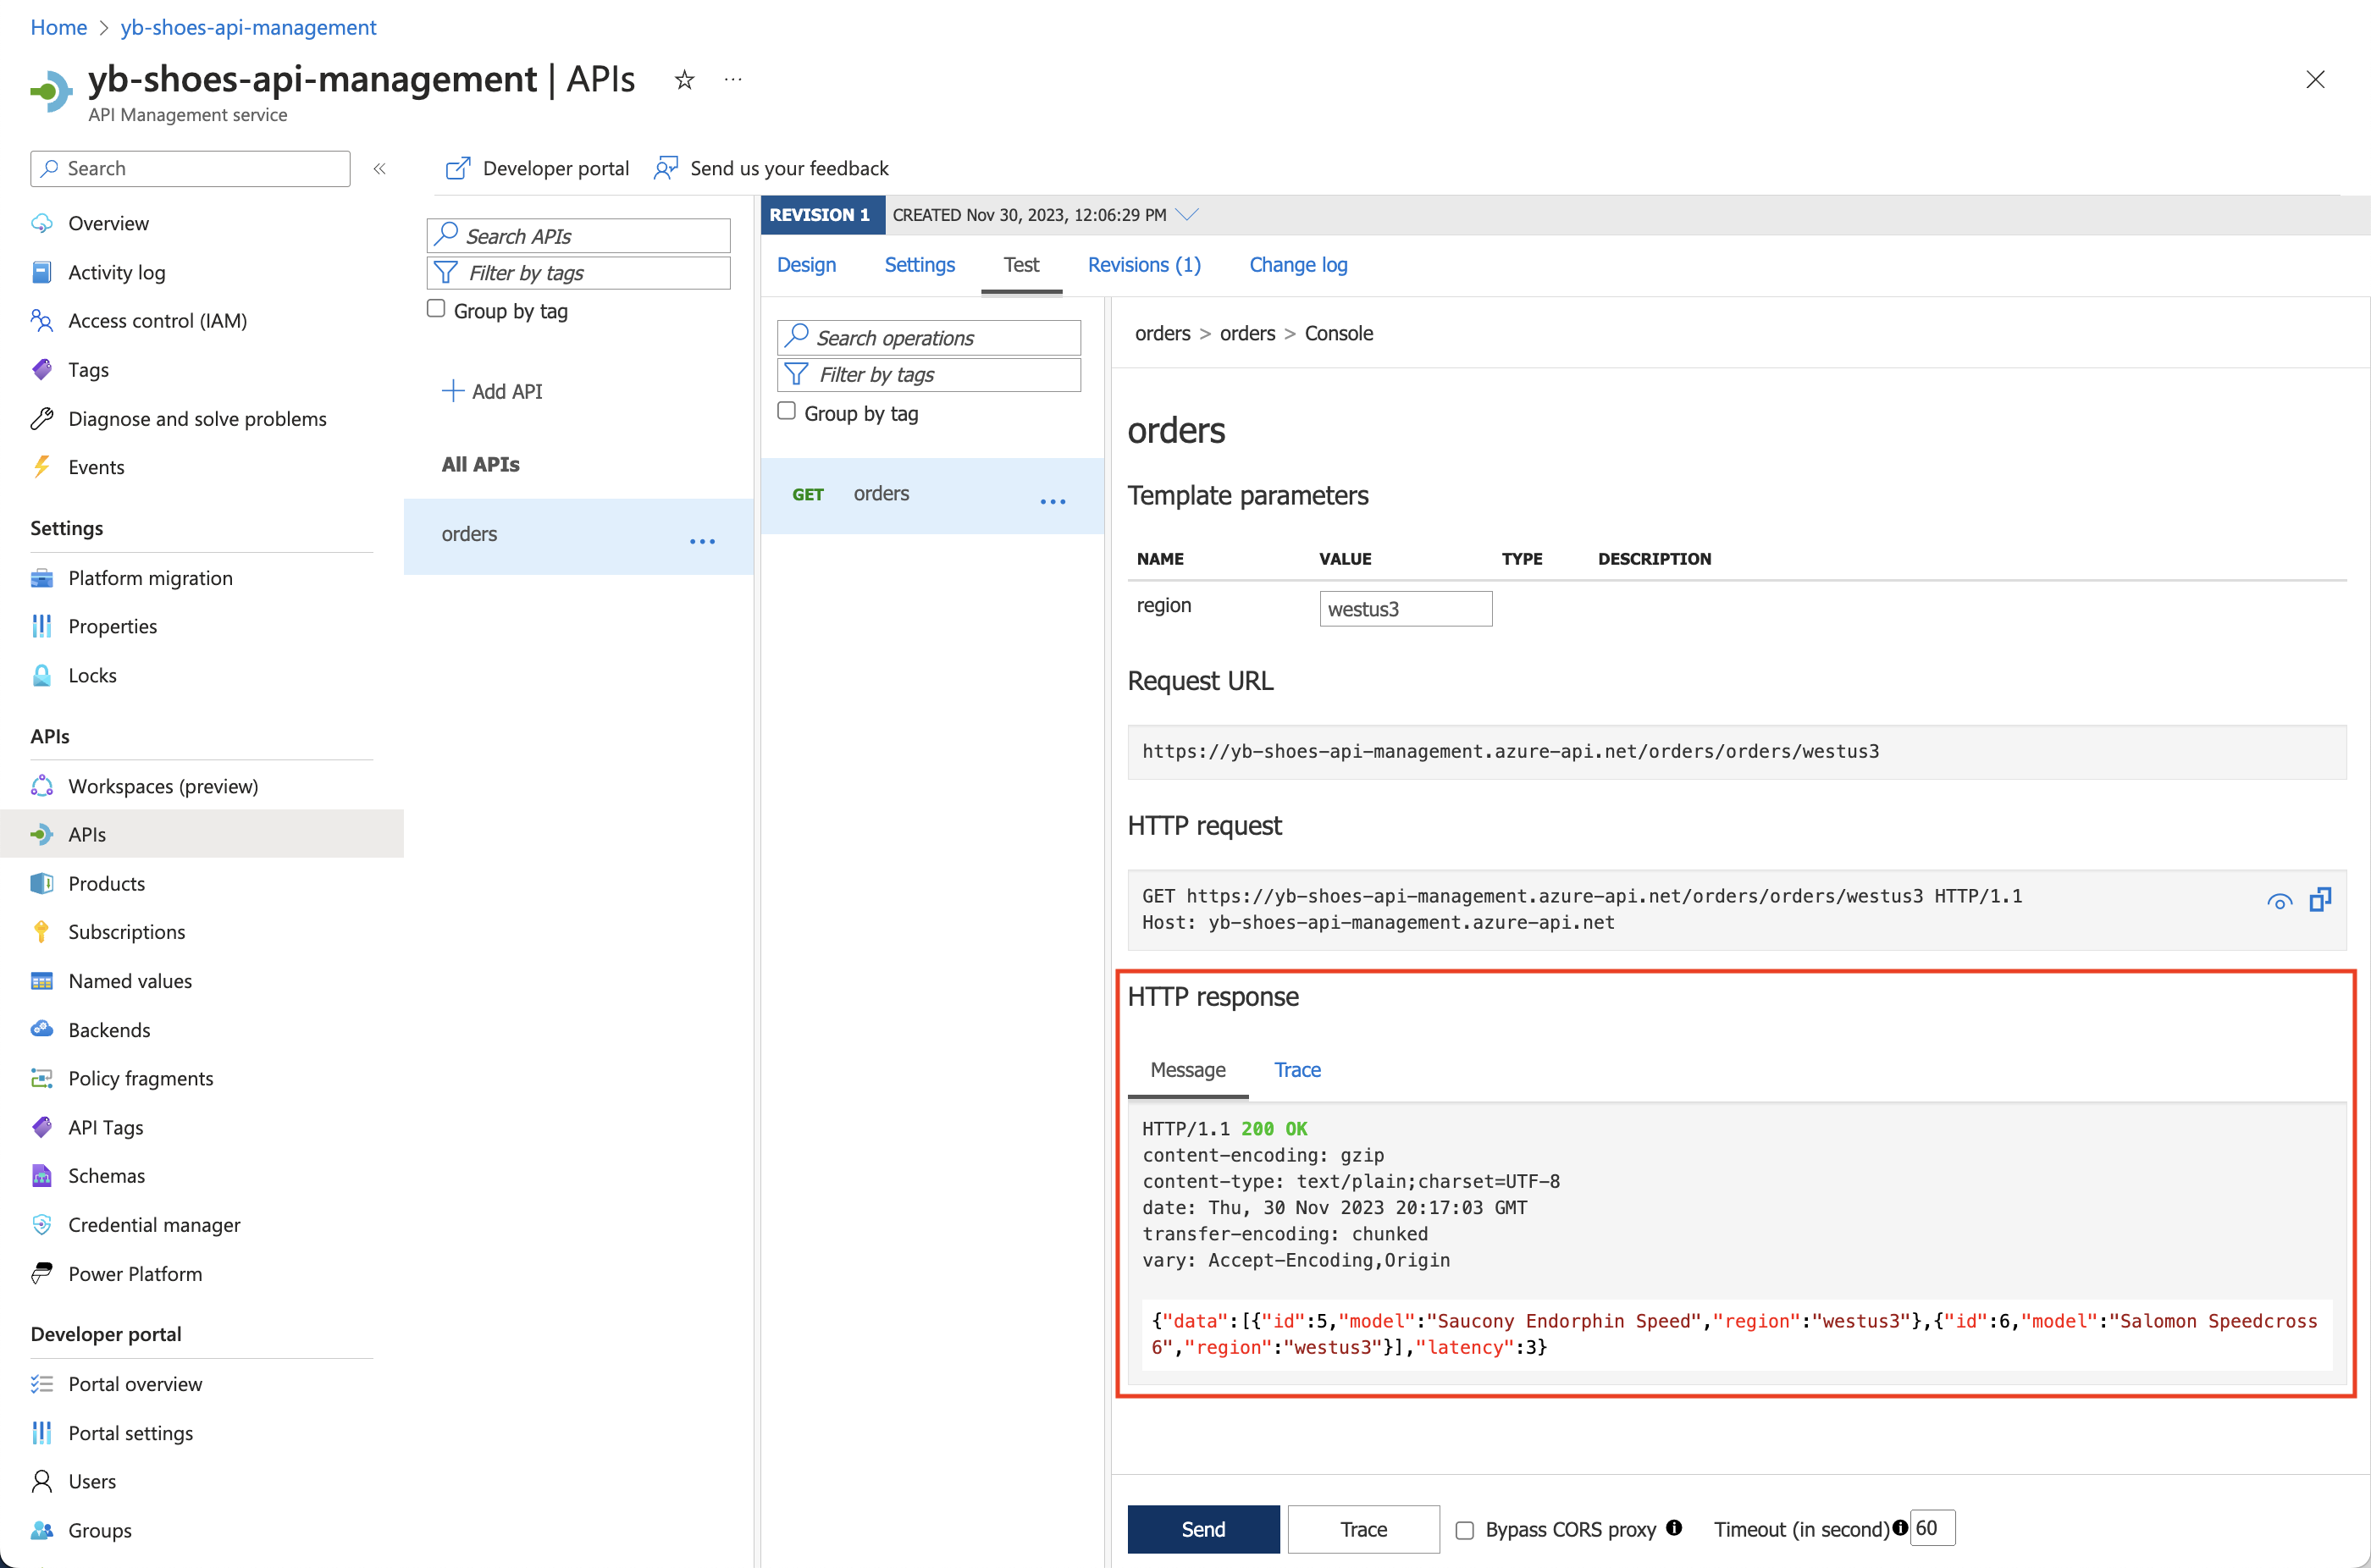 Home > yb-shoes-api-management
yb-shoes-api-management | APIs
API Management service
Search
Overview
Activity log
Access control (IAM)
Tags
Diagnose and solve problems
Events
Settings
Platform migration
Properties
Locks
APIs
Workspaces (preview)
APIs
Products
Subscriptions
Named values
Backends
Policy fragments
API Tags
Schemas
Credential manager
Power Platform
Developer portal
Portal overview
Portal settings
Users
Groups
Developer portal
Send us your feedback
Search APIs
Filter by tags
Group by tag
Add API
All APIs
orders
REVISION 1 CREATED Nov 30, 2023, 12:06:29 PM
Design Settings Test Revisions (1) Change log
Search operations
Filter by tags
Group by tag
GET orders
orders > orders > Console
orders
Template parameters
NAME VALUE TYPE DESCRIPTION
region westus3
Request URL
https://yb-shoes-api-management.azure-api.net/orders/orders/westus3
HTTP request
GET https://yb-shoes-api-management.azure-api.net/orders/orders/westus3 HTTP/1.1
Host: yb-shoes-api-management.azure-api.net
HTTP response
Message Trace
HTTP/1.1 200 OK
content-encoding: gzip
content-type: text/plain;charset=UTF-8
date: Thu, 30 Nov 2023 20:17:03 GMT
transfer-encoding: chunked
vary: Accept-Encoding,Origin
{"data":[{"id":5,"model":"Saucony Endorphin Speed","region":"westus3"},{"id":6,"model":"Salomon Speedcross
6","region":"westus3"}],"latency":3}
Send Trace Bypass CORS proxy Timeout (in second) 60